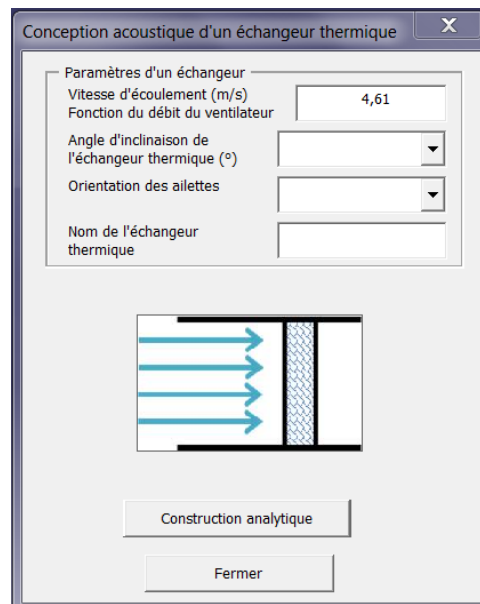 Conception acoustique d'un échangeur thermique
X
Paramètres d'un échangeur
Vitesse d'écoulement (m/s)
Fonction du débit du ventilateur
4,61
Angle d'inclinaison de
l'échangeur thermique (°)
Orientation des ailettes
Nom de l'échangeur
thermique
Construction analytique
Fermer